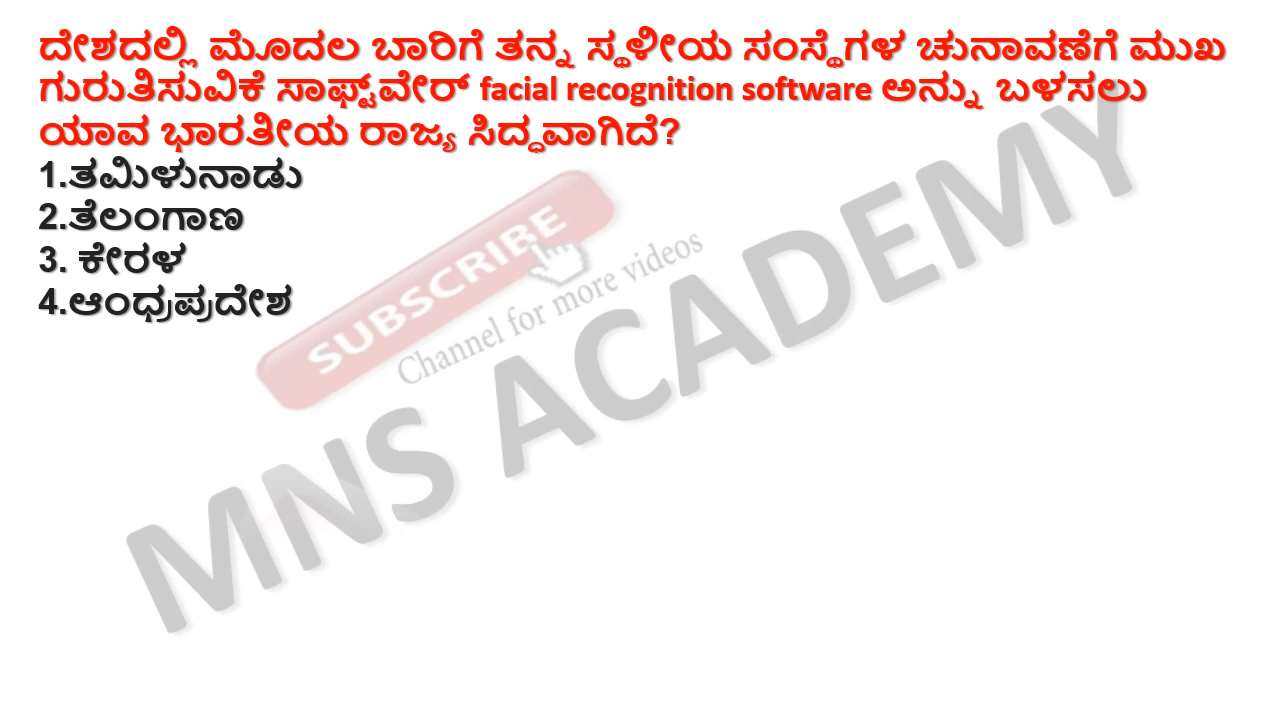 ದೇಶದಲ್ಲಿ ಮೊದಲ ಬಾರಿಗೆ ತನ್ನ ಸ್ಥಳೀಯ ಸಂಸ್ಥೆಗಳ ಚುನಾವಣೆಗೆ ಮುಖ
ಗುರುತಿಸುವಿಕೆ ಸಾಫ್ಟ್‌ವೇರ್ facial recognition software ಅನ್ನು ಬಳಸಲು
ಯಾವ ಭಾರತೀಯ ರಾಜ್ಯ ಸಿದ್ಧವಾಗಿದೆ?
1.ತಮಿಳುನಾಡು
2.ತೆಲಂಗಾಣ
3. ಕೇರಳ
4.ಆಂಧ್ರಪ್ರದೇಶ
SUBSCRIBE
Channel for more videos
MNS ACADEMY